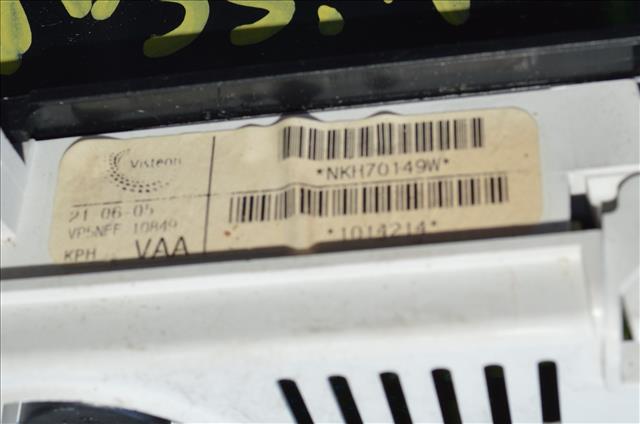 Visteon
*NKH70149W*
21 06-05
VP5NFF 10849
*1014214*
KPH VAA